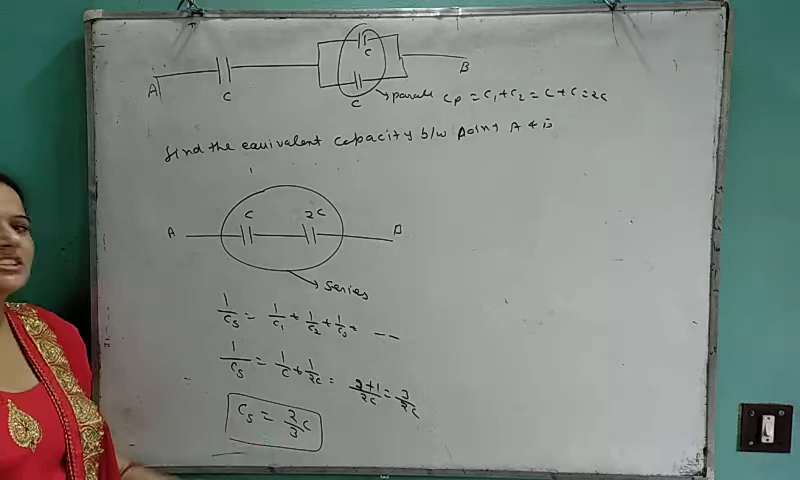 C
A C B
C → parallel Cp = C1 + C2 = C + C = 2C
find the equivalent capacity b/w point A & B
C 2C
A B
→ series
1/Cs = 1/C1 + 1/C2 + 1/C3 + --
1/Cs = 1/C + 1/2C = 2+1/2C = 3/2C
Cs = 2/3 C